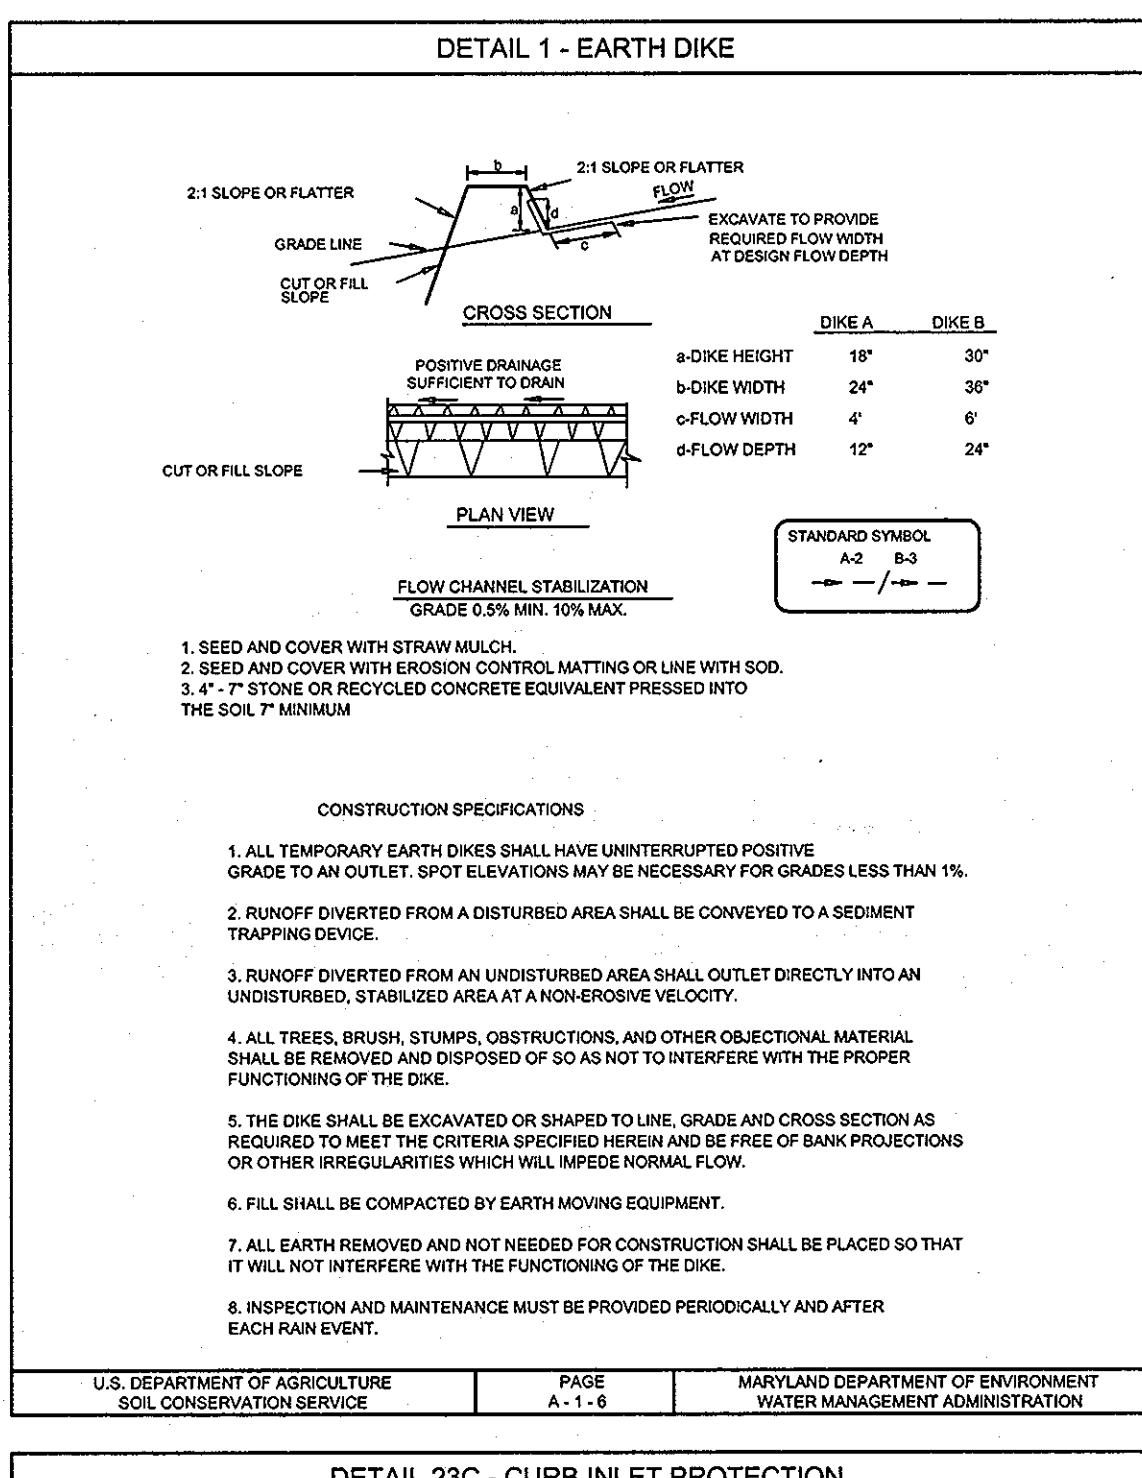 DETAIL 1 - EARTH DIKE
b
2:1 SLOPE OR FLATTER
2:1 SLOPE OR FLATTER
FLOW
a
d
EXCAVATE TO PROVIDE
REQUIRED FLOW WIDTH
AT DESIGN FLOW DEPTH
GRADE LINE
c
CUT OR FILL
SLOPE
CROSS SECTION
DIKE A DIKE B
a-DIKE HEIGHT 18" 30"
b-DIKE WIDTH 24" 36"
c-FLOW WIDTH 4' 6'
d-FLOW DEPTH 12" 24"
POSITIVE DRAINAGE
SUFFICIENT TO DRAIN
CUT OR FILL SLOPE
PLAN VIEW
STANDARD SYMBOL
A-2 B-3
FLOW CHANNEL STABILIZATION
GRADE 0.5% MIN. 10% MAX.
1. SEED AND COVER WITH STRAW MULCH.
2. SEED AND COVER WITH EROSION CONTROL MATTING OR LINE WITH SOD.
3. 4" - 7" STONE OR RECYCLED CONCRETE EQUIVALENT PRESSED INTO
THE SOIL 7" MINIMUM
CONSTRUCTION SPECIFICATIONS
1. ALL TEMPORARY EARTH DIKES SHALL HAVE UNINTERRUPTED POSITIVE
GRADE TO AN OUTLET. SPOT ELEVATIONS MAY BE NECESSARY FOR GRADES LESS THAN 1%.
2. RUNOFF DIVERTED FROM A DISTURBED AREA SHALL BE CONVEYED TO A SEDIMENT
TRAPPING DEVICE.
3. RUNOFF DIVERTED FROM AN UNDISTURBED AREA SHALL OUTLET DIRECTLY INTO AN
UNDISTURBED, STABILIZED AREA AT A NON-EROSIVE VELOCITY.
4. ALL TREES, BRUSH, STUMPS, OBSTRUCTIONS, AND OTHER OBJECTIONAL MATERIAL
SHALL BE REMOVED AND DISPOSED OF SO AS NOT TO INTERFERE WITH THE PROPER
FUNCTIONING OF THE DIKE.
5. THE DIKE SHALL BE EXCAVATED OR SHAPED TO LINE, GRADE AND CROSS SECTION AS
REQUIRED TO MEET THE CRITERIA SPECIFIED HEREIN AND BE FREE OF BANK PROJECTIONS
OR OTHER IRREGULARITIES WHICH WILL IMPEDE NORMAL FLOW.
6. FILL SHALL BE COMPACTED BY EARTH MOVING EQUIPMENT.
7. ALL EARTH REMOVED AND NOT NEEDED FOR CONSTRUCTION SHALL BE PLACED SO THAT
IT WILL NOT INTERFERE WITH THE FUNCTIONING OF THE DIKE.
8. INSPECTION AND MAINTENANCE MUST BE PROVIDED PERIODICALLY AND AFTER
EACH RAIN EVENT.
U.S. DEPARTMENT OF AGRICULTURE
SOIL CONSERVATION SERVICE
PAGE
A - 1 - 6
MARYLAND DEPARTMENT OF ENVIRONMENT
WATER MANAGEMENT ADMINISTRATION
DETAIL 23C - CURB INLET PROTECTION